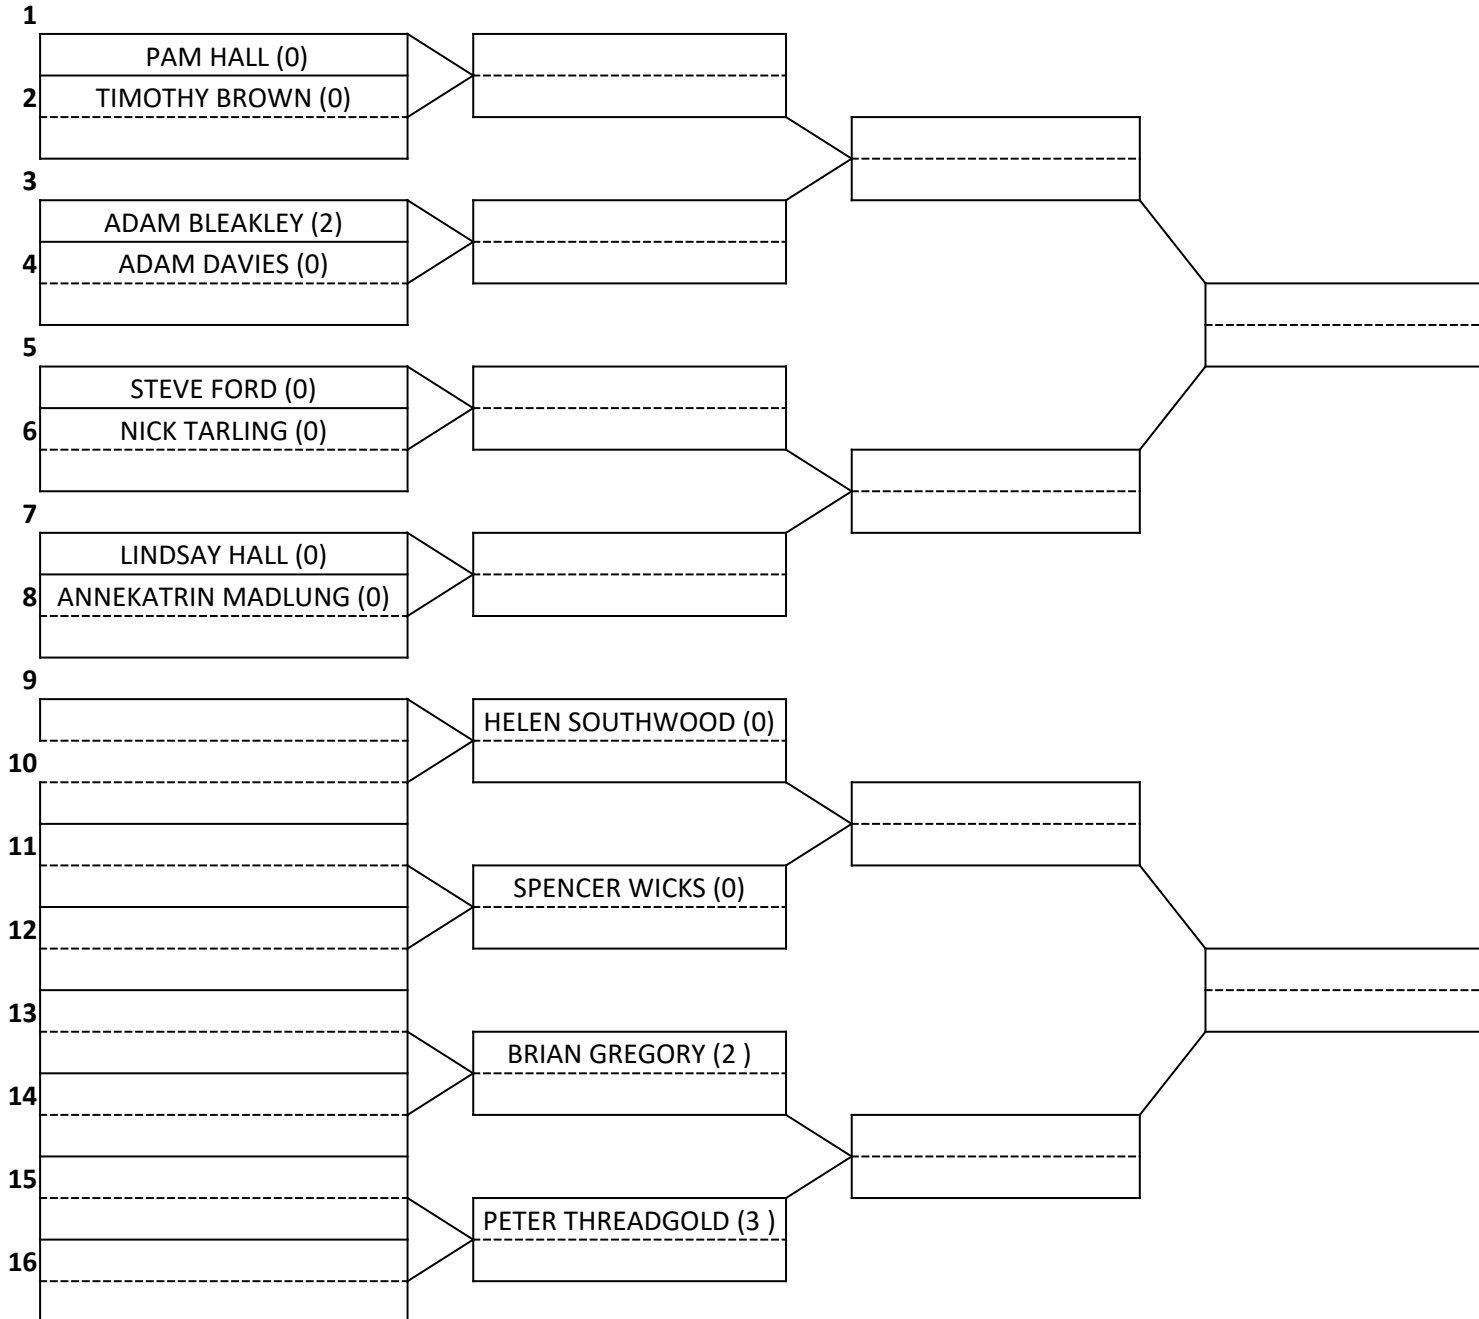 1
PAM HALL (0)
2
TIMOTHY BROWN (0)
3
ADAM BLEAKLEY (2)
4
ADAM DAVIES (0)
5
STEVE FORD (0)
6
NICK TARLING (0)
7
LINDSAY HALL (0)
8
ANNEKATRIN MADLUNG (0)
9
HELEN SOUTHWOOD (0)
10
11
SPENCER WICKS (0)
12
13
BRIAN GREGORY (2 )
14
15
PETER THREADGOLD (3 )
16